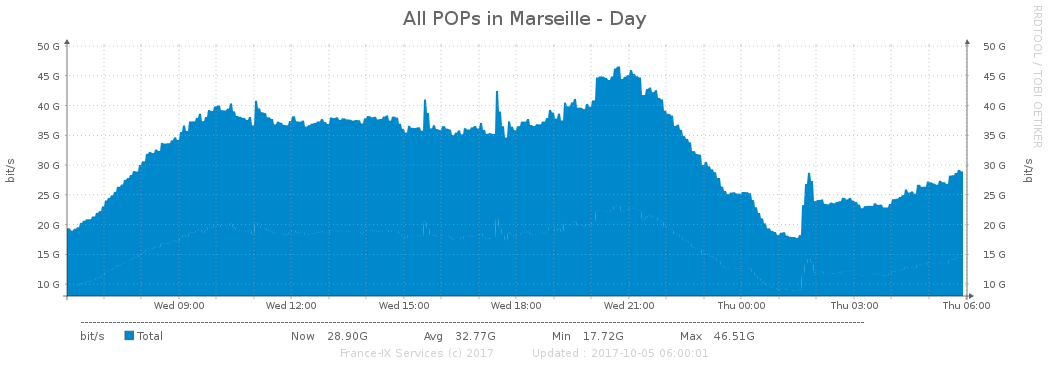 All POPs in Marseille - Day
RRDTOOL / TOBI OETIKER
50 G 50 G
45 G 45 G
40 G 40 G
35 G 35 G
30 G 30 G
25 G 25 G
20 G 20 G
15 G 15 G
10 G 10 G
bit/s
bit/s
Wed 09:00 Wed 12:00 Wed 15:00 Wed 18:00 Wed 21:00 Thu 00:00 Thu 03:00 Thu 06:00
bit/s Total Now 28.90G Avg 32.77G Min 17.72G Max 46.51G
France-IX Services (c) 2017 Updated : 2017-10-05 06:00:01